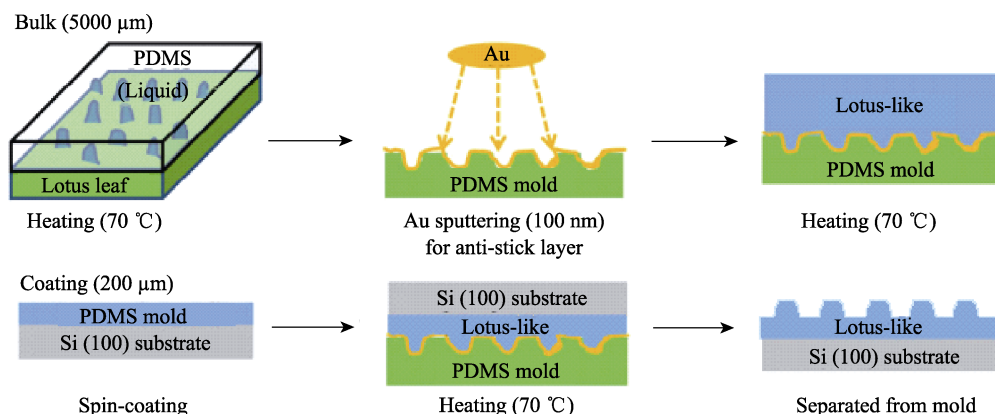 Bulk (5000 µm)
PDMS
(Liquid)
Lotus leaf
Heating (70 ℃)
Au
PDMS mold
Au sputtering (100 nm)
for anti-stick layer
Lotus-like
PDMS mold
Heating (70 ℃)
Coating (200 µm)
PDMS mold
Si (100) substrate
Spin-coating
Si (100) substrate
Lotus-like
PDMS mold
Heating (70 ℃)
Lotus-like
Si (100) substrate
Separated from mold